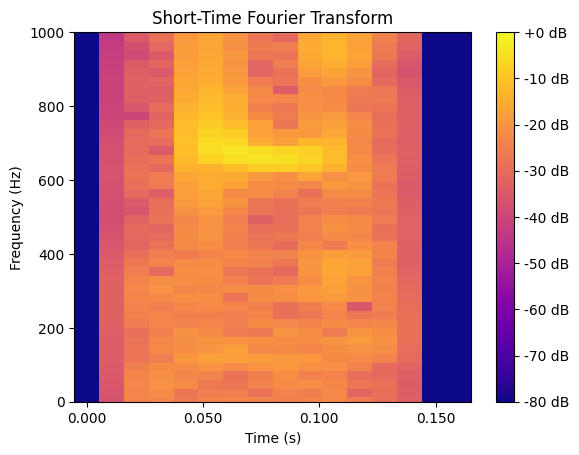 Short-Time Fourier Transform
1000
800
600
400
200
0
Frequency (Hz)
0.000
0.050
0.100
0.150
Time (s)
+0 dB
-10 dB
-20 dB
-30 dB
-40 dB
-50 dB
-60 dB
-70 dB
-80 dB